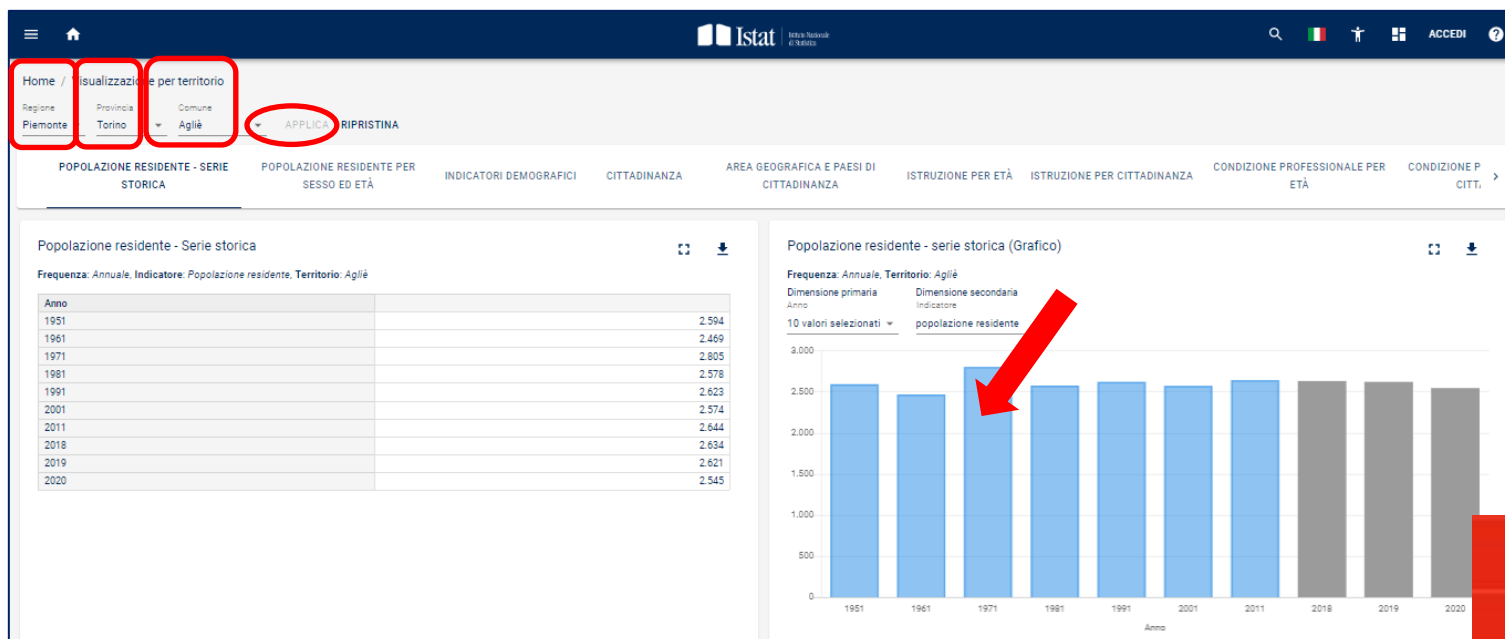 Istat Istituto Nazionale
di Statistica
ACCEDI ?
Home / Visualizzazione per territorio
Regione Provincia Comune
Piemonte Torino Agliè APPLICA RIPRISTINA
POPOLAZIONE RESIDENTE - SERIE
STORICA
POPOLAZIONE RESIDENTE PER
SESSO ED ETÀ
INDICATORI DEMOGRAFICI
CITTADINANZA
AREA GEOGRAFICA E PAESI DI
CITTADINANZA
ISTRUZIONE PER ETÀ
ISTRUZIONE PER CITTADINANZA
CONDIZIONE PROFESSIONALE PER
ETÀ
CONDIZIONE P
CITT
Popolazione residente - Serie storica
Frequenza: Annuale, Indicatore: Popolazione residente, Territorio: Agliè
Anno
1951 2.594
1961 2.469
1971 2.805
1981 2.578
1991 2.623
2001 2.574
2011 2.644
2018 2.634
2019 2.621
2020 2.545
Popolazione residente - serie storica (Grafico)
Frequenza: Annuale, Territorio: Agliè
Dimensione primaria Dimensione secondaria
Anno Indicatore
10 valori selezionati popolazione residente
3.000
2.500
2.000
1.500
1.000
500
0
1951 1961 1971 1981 1991 2001 2011 2018 2019 2020
Anno